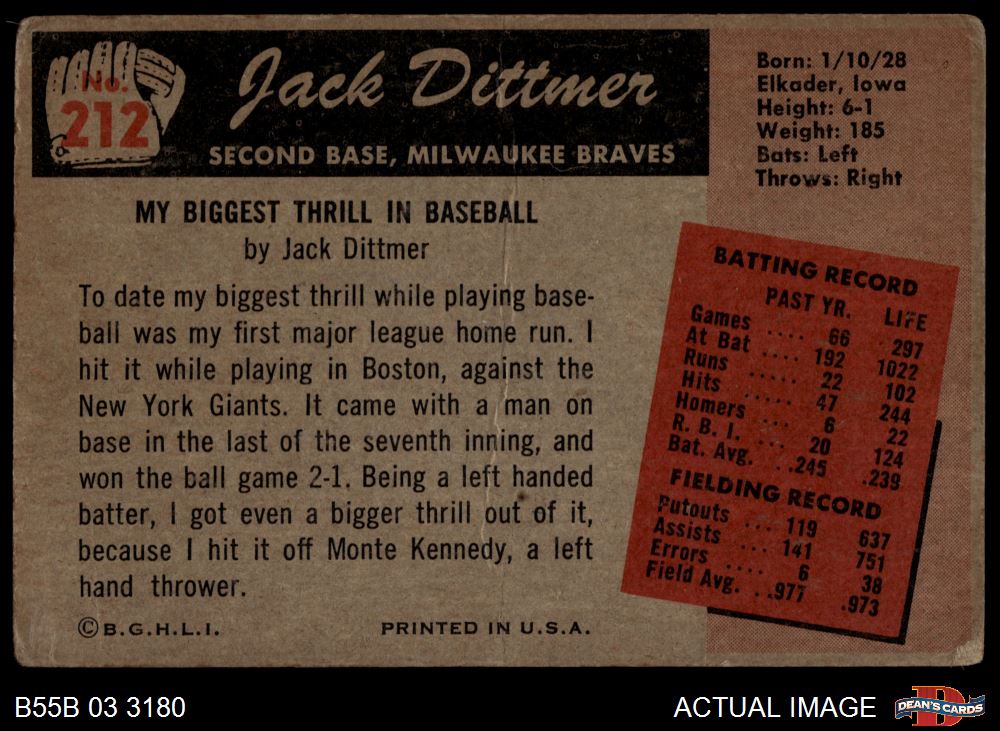 No.
212
Jack Dittmer
SECOND BASE, MILWAUKEE BRAVES
Born: 1/10/28
Elkader, Iowa
Height: 6-1
Weight: 185
Bats: Left
Throws: Right
MY BIGGEST THRILL IN BASEBALL
by Jack Dittmer
To date my biggest thrill while playing base-
ball was my first major league home run. I
hit it while playing in Boston, against the
New York Giants. It came with a man on
base in the last of the seventh inning, and
won the ball game 2-1. Being a left handed
batter, I got even a bigger thrill out of it,
because I hit it off Monte Kennedy, a left
hand thrower.
©B.G.H.L.I. PRINTED IN U.S.A.
BATTING RECORD
PAST YR. LIFE
Games .... 66 297
At Bat .... 192 1022
Runs ..... 22 102
Hits ..... 47 244
Homers 6 22
R. B. I. ... 20 124
Bat. Avg. ..245 .239
FIELDING RECORD
Putouts ... 119 637
Assists ... 141 751
Errors .... 6 38
Field Avg. ..977 .973
B55B 03 3180
ACTUAL IMAGE
D
DEAN'S CARDS